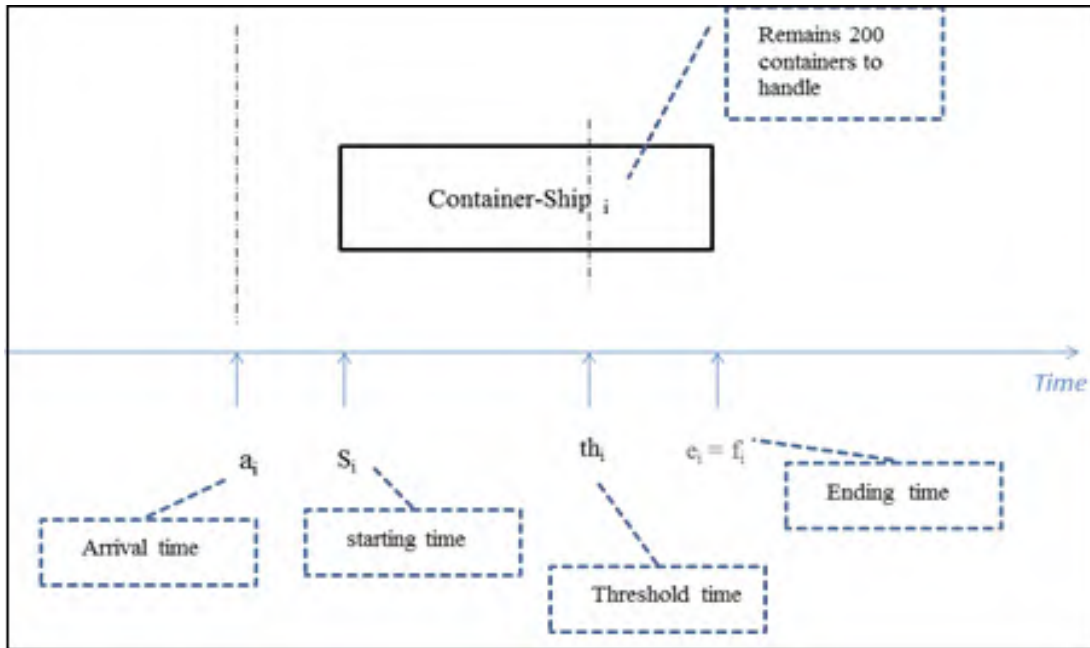 Remains 200
containers to
handle
Container-Ship i
Time
ai
Si
thi
ei = fi
Arrival time
starting time
Threshold time
Ending time